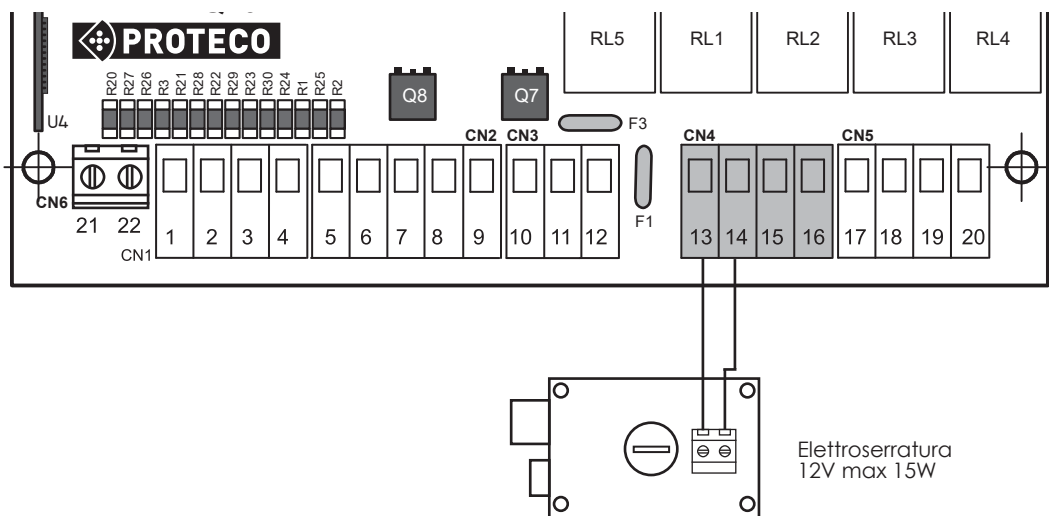 PROTECO
RL5 RL1 RL2 RL3 RL4
R20 R27 R26 R3 R21 R28 R22 R29 R23 R30 R24 R1 R25 R2
Q8 Q7
U4
F3
CN2 CN3 CN4 CN5
CN6
21 22
CN1
1 2 3 4 5 6 7 8 9 10 11 12
F1
13 14 15 16 17 18 19 20
Elettroserratura
12V max 15W